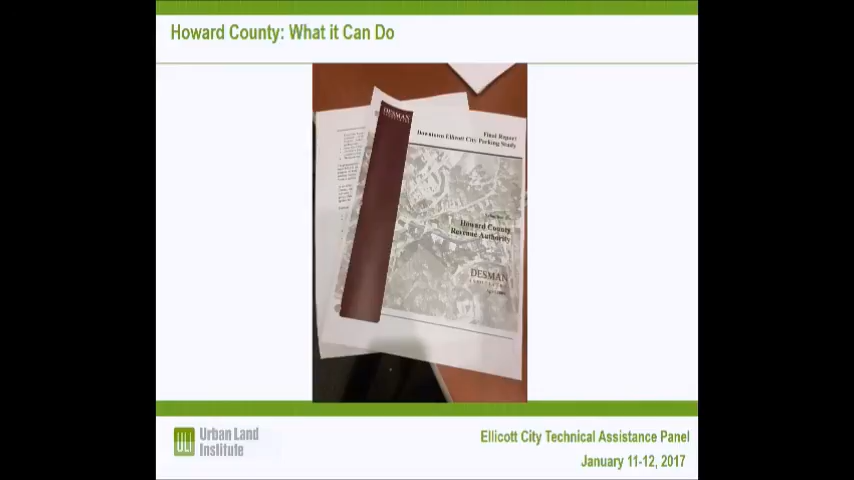 Howard County: What it Can Do
DESMAN
Final Report
Downtown Ellicott City Parking Study
Howard County
Revenue Authority
DESMAN
ULI Urban Land
Institute
Ellicott City Technical Assistance Panel
January 11-12, 2017